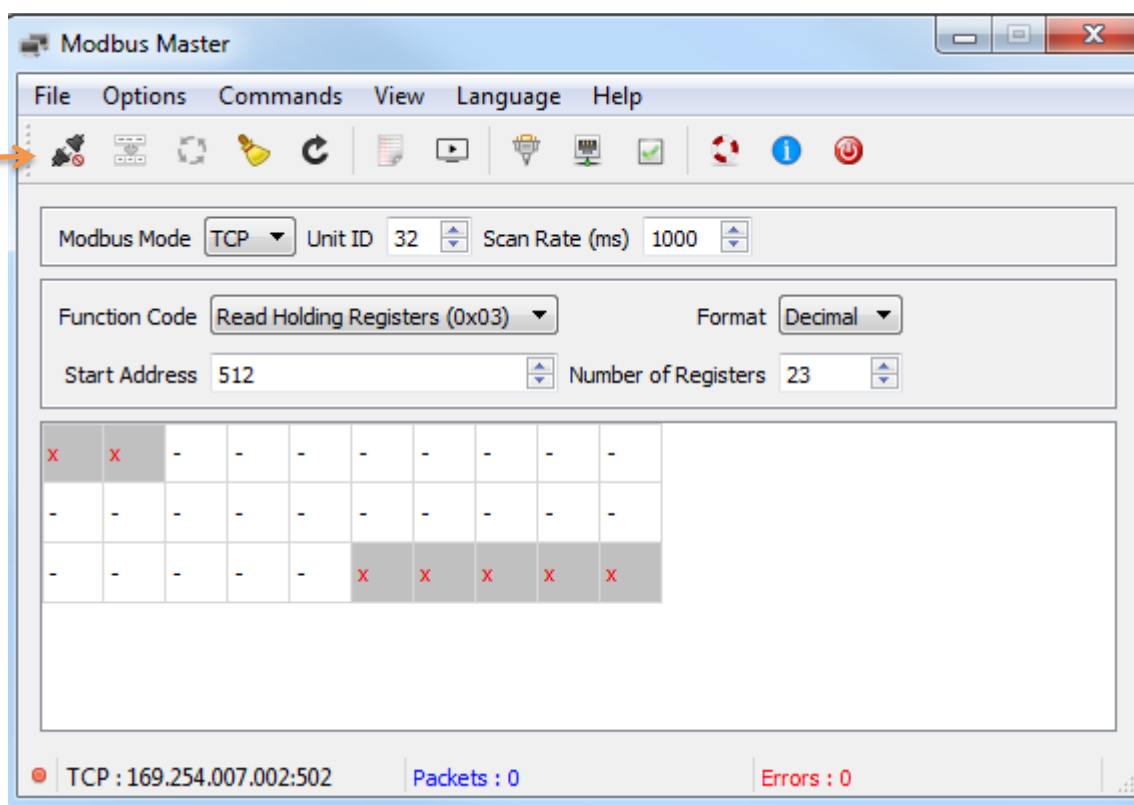 Modbus Master
File Options Commands View Language Help
Modbus Mode TCP Unit ID 32 Scan Rate (ms) 1000
Function Code Read Holding Registers (0x03) Format Decimal
Start Address 512 Number of Registers 23
x x - - - - - - - -
- - - - - - - - - -
- - - - - x x x x x
TCP : 169.254.007.002:502 Packets : 0 Errors : 0